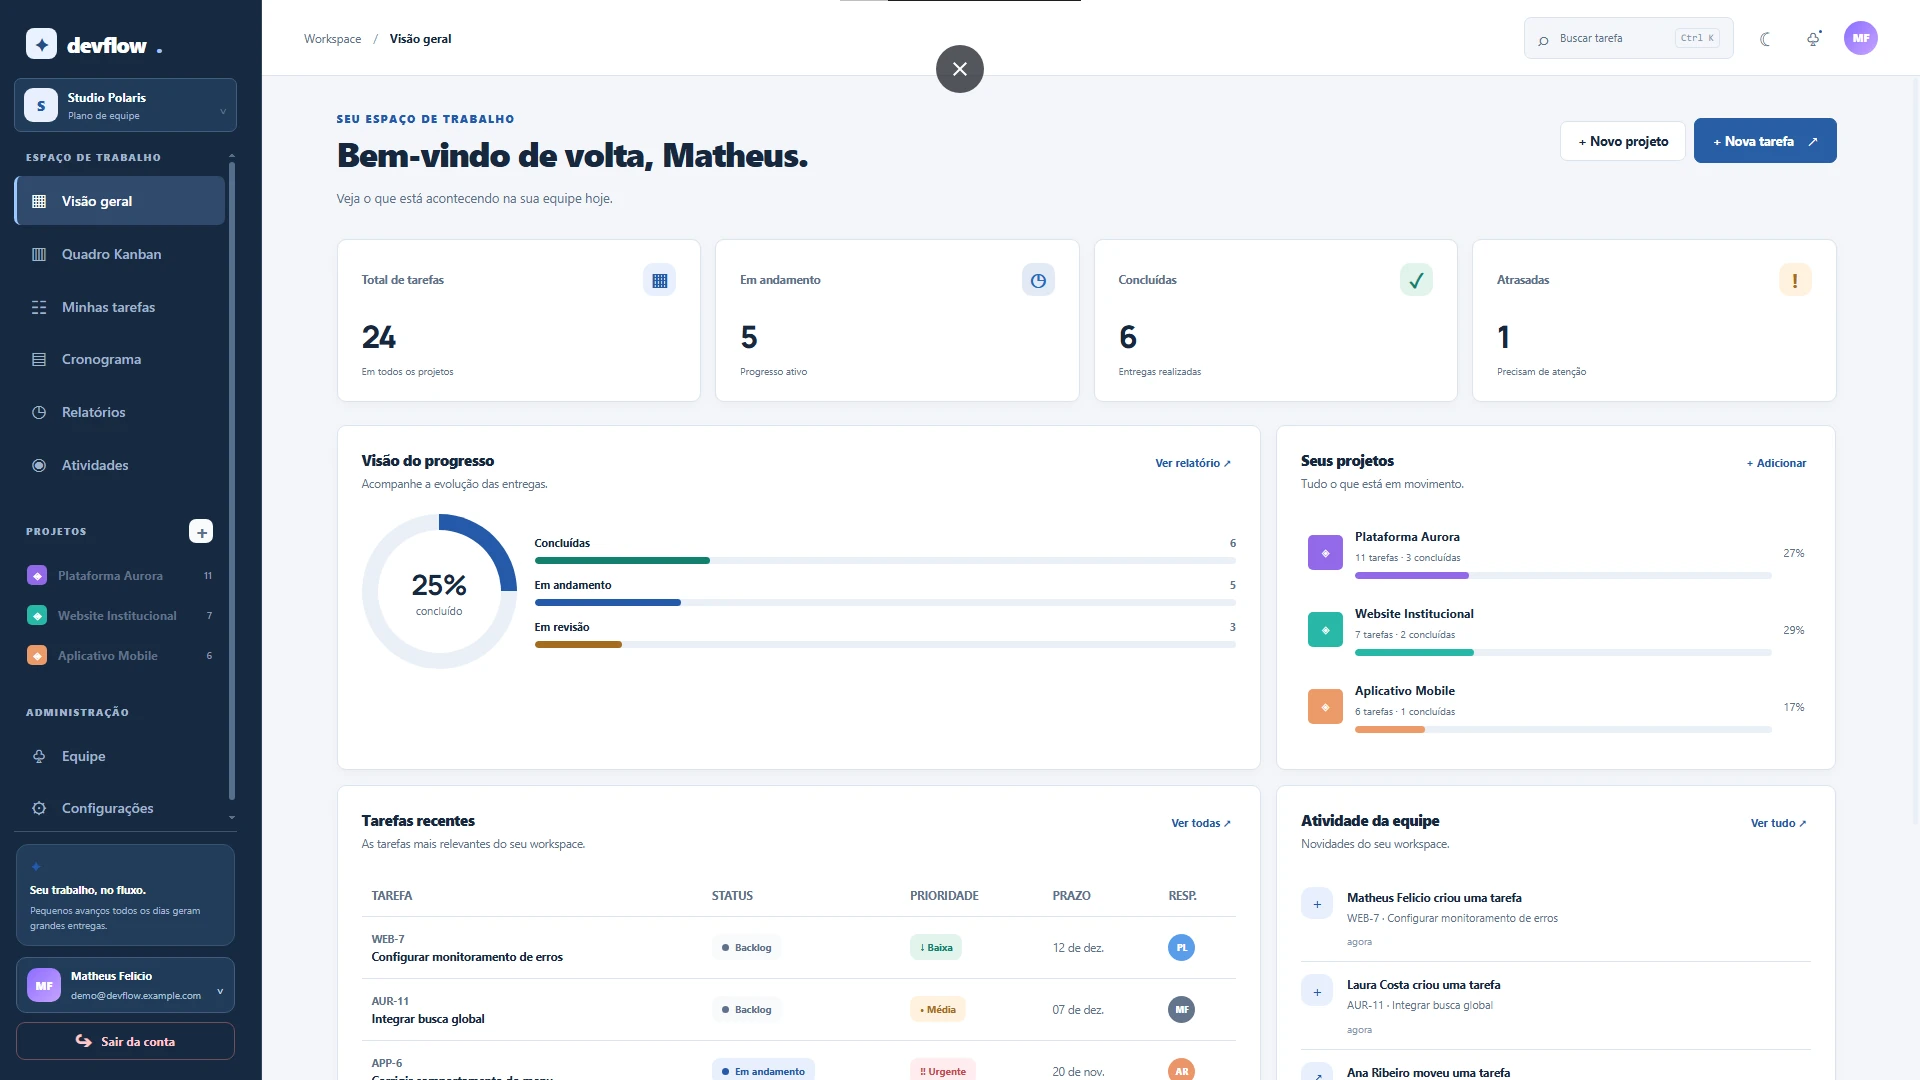 devflow.
S
Studio Polaris
Plano de equipe
ESPAÇO DE TRABALHO
Visão geral
Quadro Kanban
Minhas tarefas
Cronograma
Relatórios
Atividades
PROJETOS
+
Plataforma Aurora 11
Website Institucional 7
Aplicativo Mobile 6
ADMINISTRAÇÃO
Equipe
Configurações
Seu trabalho, no fluxo.
Pequenos avanços todos os dias geram
grandes entregas.
MF
Matheus Felicio
demo@devflow.example.com
Sair da conta
Workspace / Visão geral
Buscar tarefa Ctrl K
MF
SEU ESPAÇO DE TRABALHO
Bem-vindo de volta, Matheus.
Veja o que está acontecendo na sua equipe hoje.
+ Novo projeto
+ Nova tarefa ↗
Total de tarefas
24
Em todos os projetos
Em andamento
5
Progresso ativo
Concluídas
✓
6
Entregas realizadas
Atrasadas
!
1
Precisam de atenção
Visão do progresso
Acompanhe a evolução das entregas.
Ver relatório ↗
25%
concluído
Concluídas 6
Em andamento 5
Em revisão 3
Seus projetos
Tudo o que está em movimento.
+ Adicionar
Plataforma Aurora
11 tarefas · 3 concluídas
27%
Website Institucional
7 tarefas · 2 concluídas
29%
Aplicativo Mobile
6 tarefas · 1 concluídas
17%
Tarefas recentes
As tarefas mais relevantes do seu workspace.
Ver todas ↗
TAREFA STATUS PRIORIDADE PRAZO RESP.
WEB-7
Configurar monitoramento de erros
Backlog ↓ Baixa 12 de dez. PL
AUR-11
Integrar busca global
Backlog • Média 07 de dez. MF
APP-6
Corrigir comportamento do menu
Em andamento !! Urgente 20 de nov. AR
Atividade da equipe
Novidades do seu workspace.
Ver tudo ↗
+
Matheus Felicio criou uma tarefa
WEB-7 · Configurar monitoramento de erros
agora
+
Laura Costa criou uma tarefa
AUR-11 · Integrar busca global
agora
↗
Ana Ribeiro moveu uma tarefa